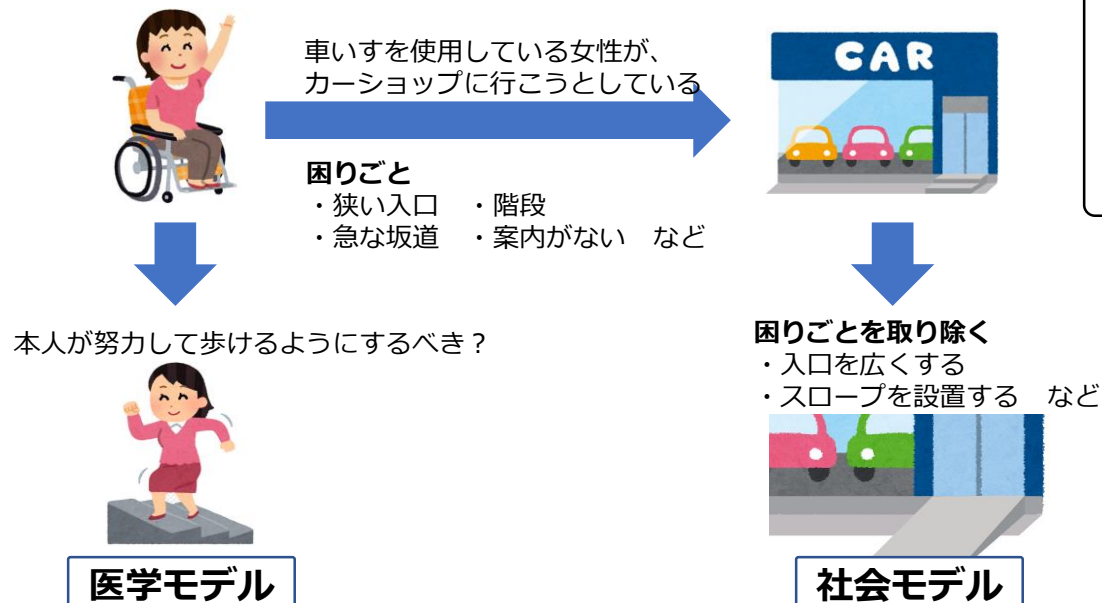 車いすを使用している女性が、
カーショップに行こうとしている
CAR
困りごと
・狭い入口　・階段
・急な坂道　・案内がない　など
本人が努力して歩けるようにするべき？
困りごとを取り除く
・入口を広くする
・スロープを設置する　など
医学モデル
社会モデル